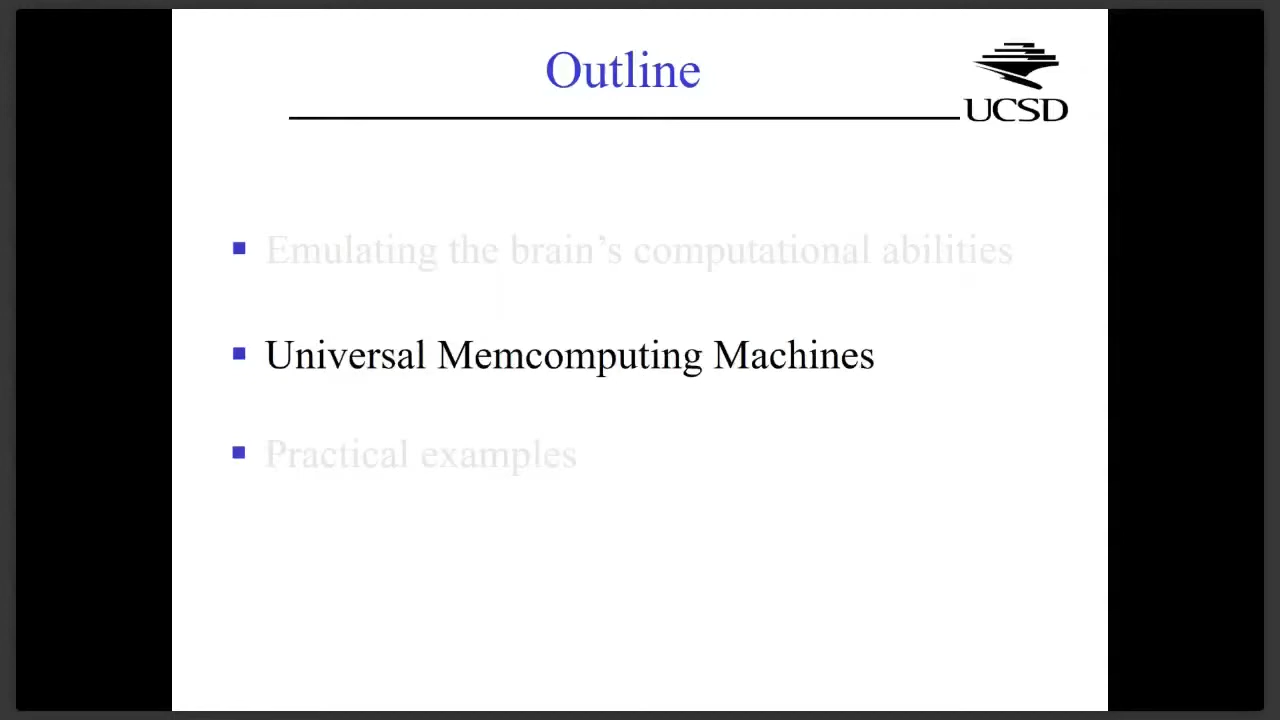 Outline
UCSD
Emulating the brain’s computational abilities
Universal Memcomputing Machines
Practical examples